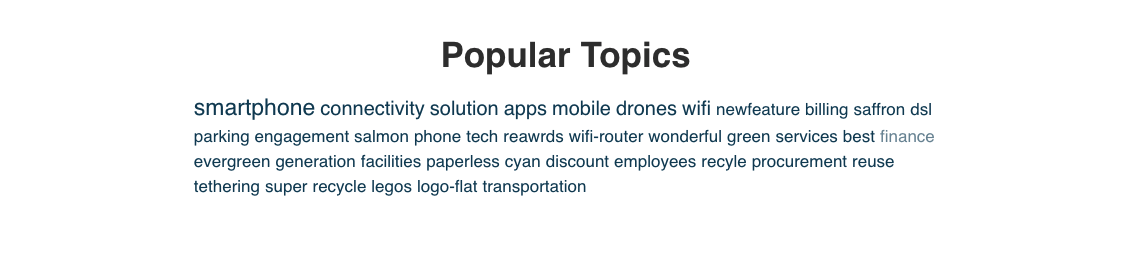 Popular Topics
smartphone connectivity solution apps mobile drones wifi newfeature billing saffron dsl
parking engagement salmon phone tech reawrds wifi-router wonderful green services best finance
evergreen generation facilities paperless cyan discount employees recyle procurement reuse
tethering super recycle legos logo-flat transportation